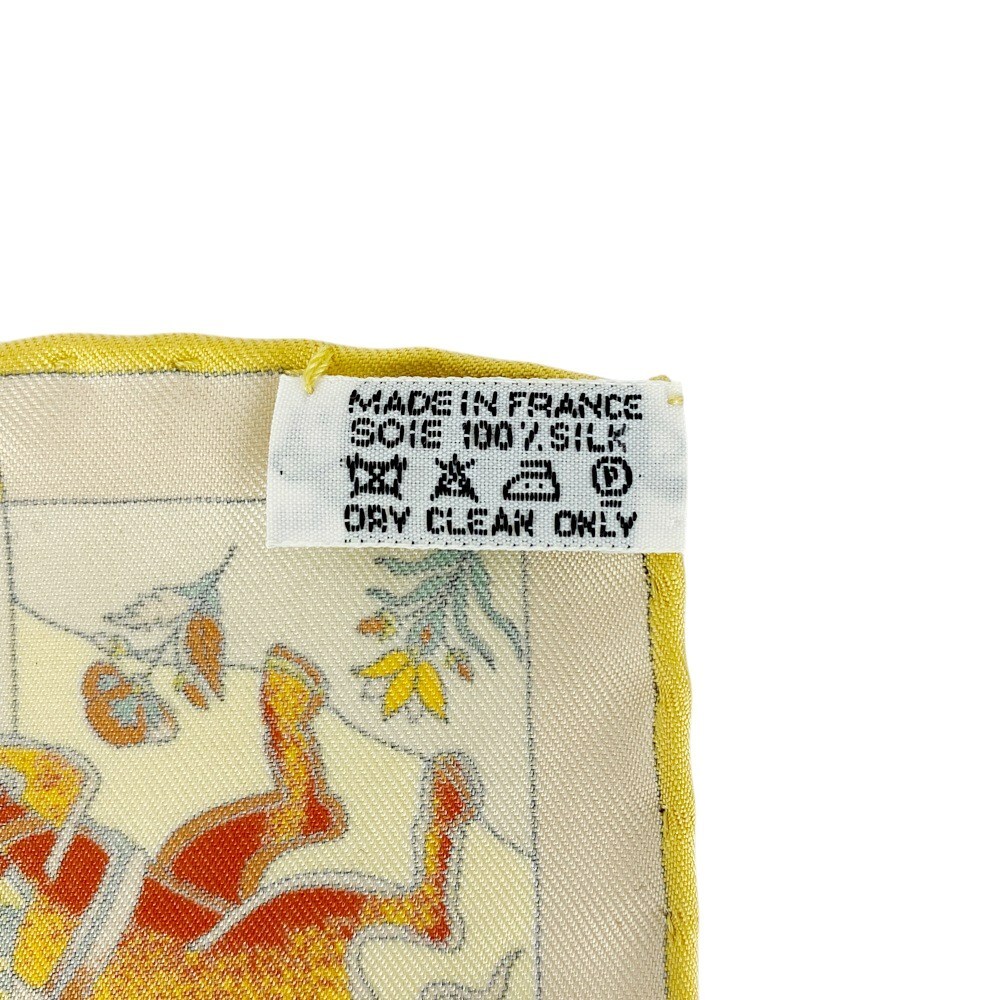 MADE IN FRANCE
SOIE 100% SILK
P
DRY CLEAN ONLY